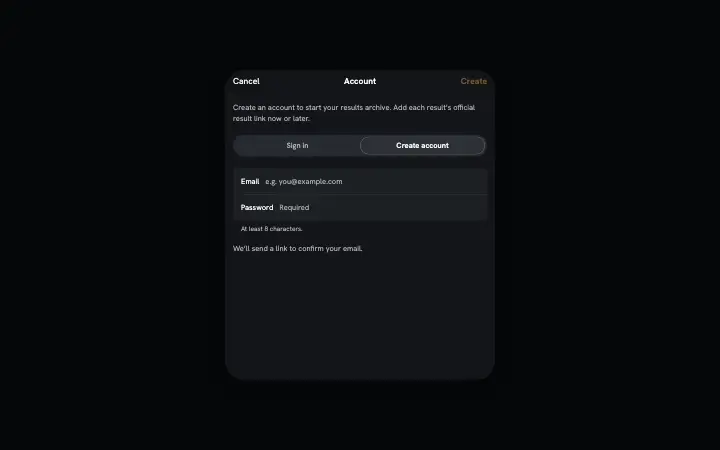 Cancel Account Create
Create an account to start your results archive. Add each result's official
result link now or later.
Sign in Create account
Email e.g. you@example.com
Password Required
At least 8 characters.
We'll send a link to confirm your email.